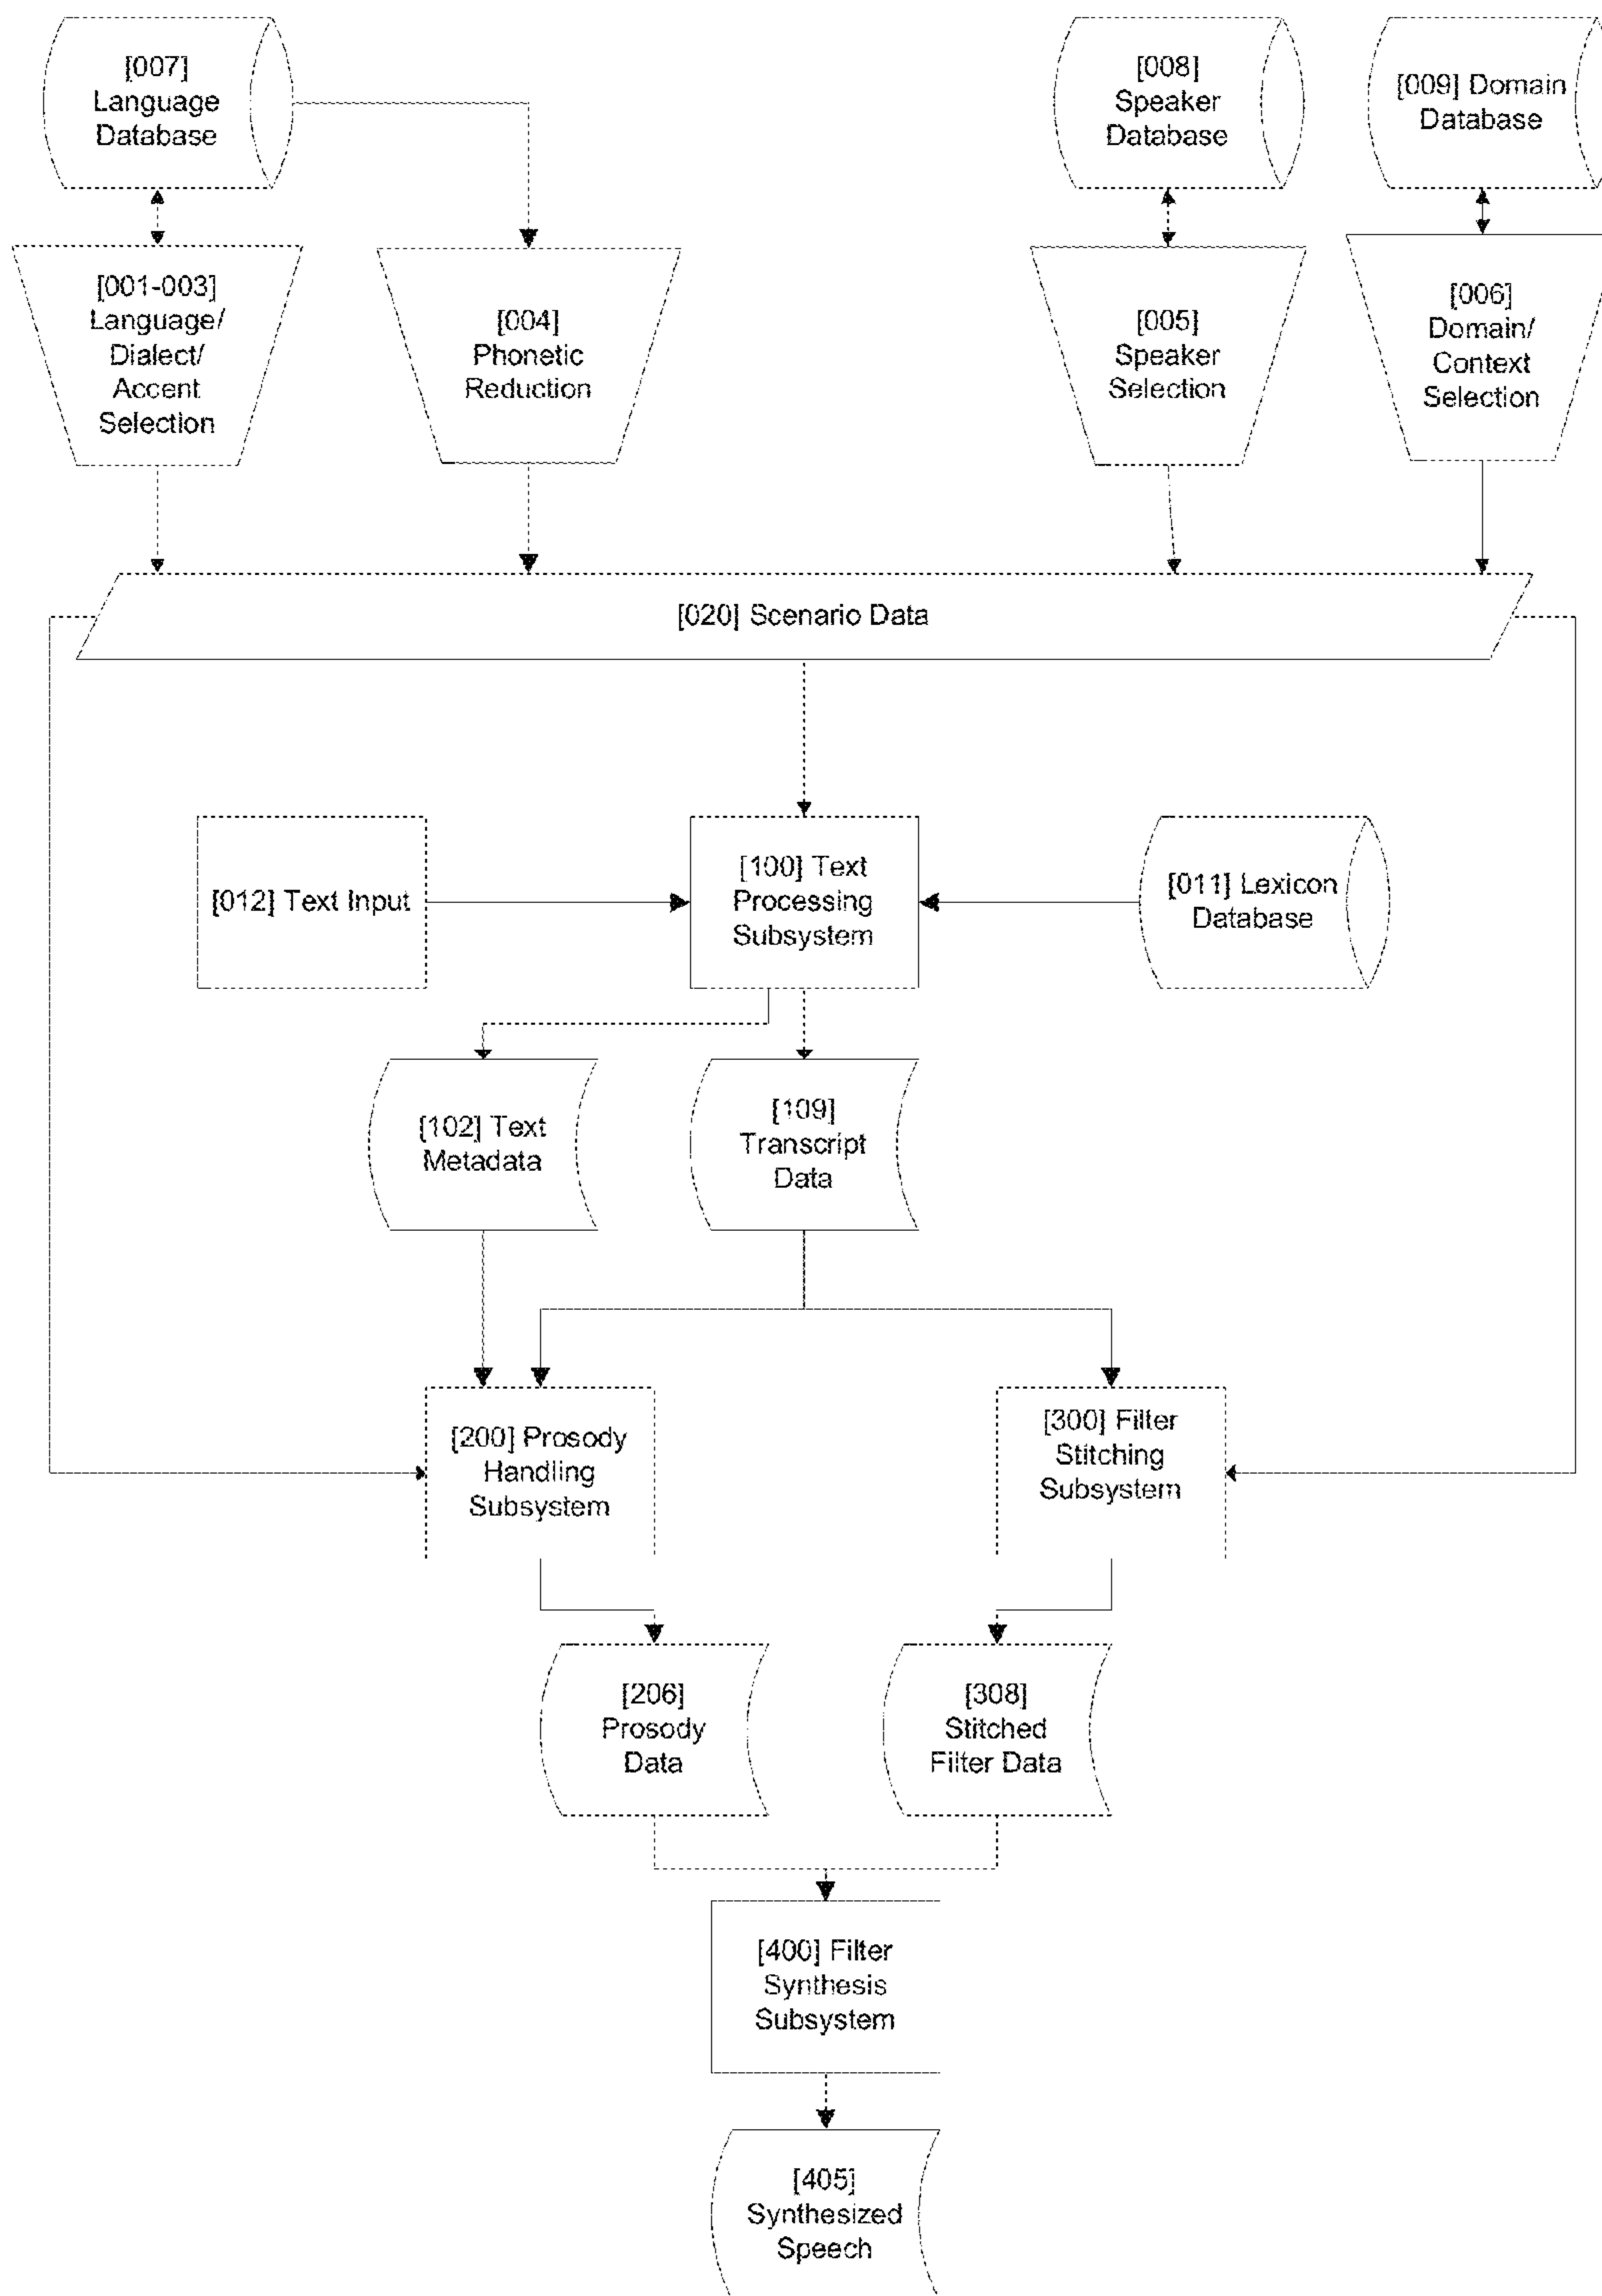 [007]
Language
Database
[008]
Speaker
Database
[009] Domain
Database
[001-003]
Language/
Dialect/
Accent
Selection
[004]
Phonetic
Reduction
[005]
Speaker
Selection
[006]
Domain/
Context
Selection
[020] Scenario Data
[012] Text Input
[100] Text
Processing
Subsystem
[011] Lexicon
Database
[102] Text
Metadata
[109]
Transcript
Data
[200] Prosody
Handling
Subsystem
[300] Filter
Stitching
Subsystem
[206]
Prosody
Data
[308]
Stitched
Filter Data
[400] Filter
Synthesis
Subsystem
[405]
Synthesized
Speech